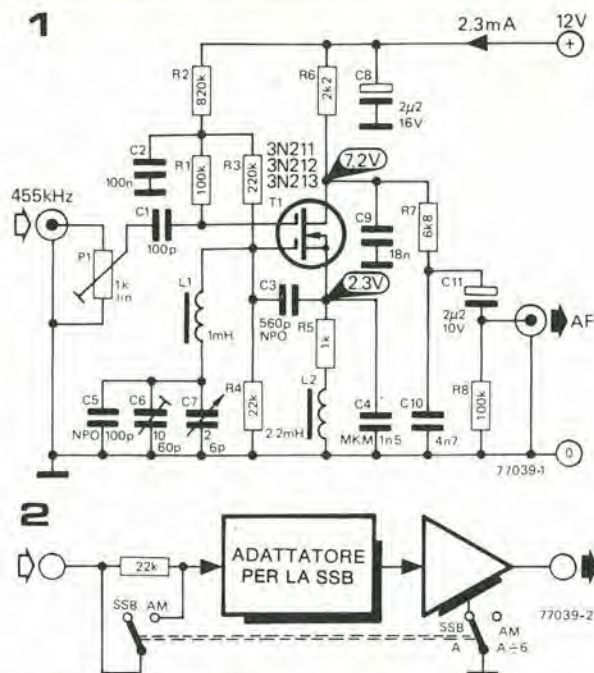 1
2.3mA
12V
+
R2
820k
R6
2k2
C8
2µ2
16V
C2
100n
R1
100k
R3
220k
3N211
3N212
3N213
T1
7.2V
455kHz
C1
100p
P1
1k
lin
C9
18n
R7
6k8
C11
2µ2
10V
AF
L1
1mH
C3
560p
NPO
2.3V
R5
1k
R4
22k
L2
2.2mH
C5
NPO 100p
C6
10
60p
C7
2
6p
C4
MKM 1n5
C10
4n7
R8
100k
0
77039-1
2
22k
ADATTATORE
PER LA SSB
SSB AM
SSB AM
A A÷6
77039-2